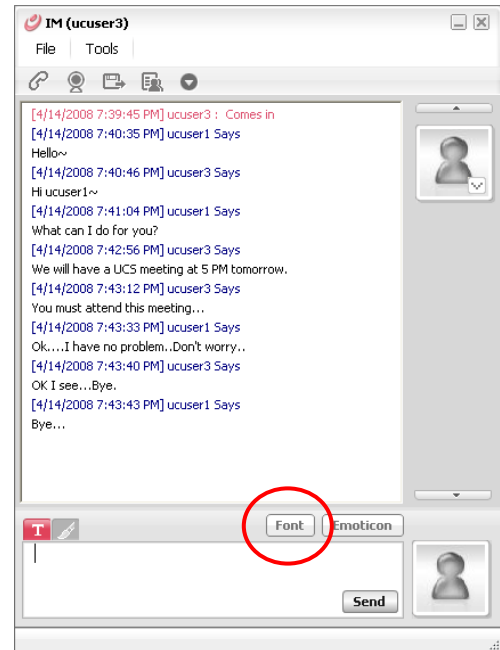 IM (ucuser3)
File Tools
[4/14/2008 7:39:45 PM] ucuser3 : Comes in
[4/14/2008 7:40:35 PM] ucuser1 Says
Hello~
[4/14/2008 7:40:46 PM] ucuser3 Says
Hi ucuser1~
[4/14/2008 7:41:04 PM] ucuser1 Says
What can I do for you?
[4/14/2008 7:42:56 PM] ucuser3 Says
We will have a UCS meeting at 5 PM tomorrow.
[4/14/2008 7:43:12 PM] ucuser3 Says
You must attend this meeting...
[4/14/2008 7:43:33 PM] ucuser1 Says
Ok....I have no problem..Don't worry..
[4/14/2008 7:43:40 PM] ucuser3 Says
OK I see...Bye.
[4/14/2008 7:43:43 PM] ucuser1 Says
Bye...
T Font Emoticon
Send